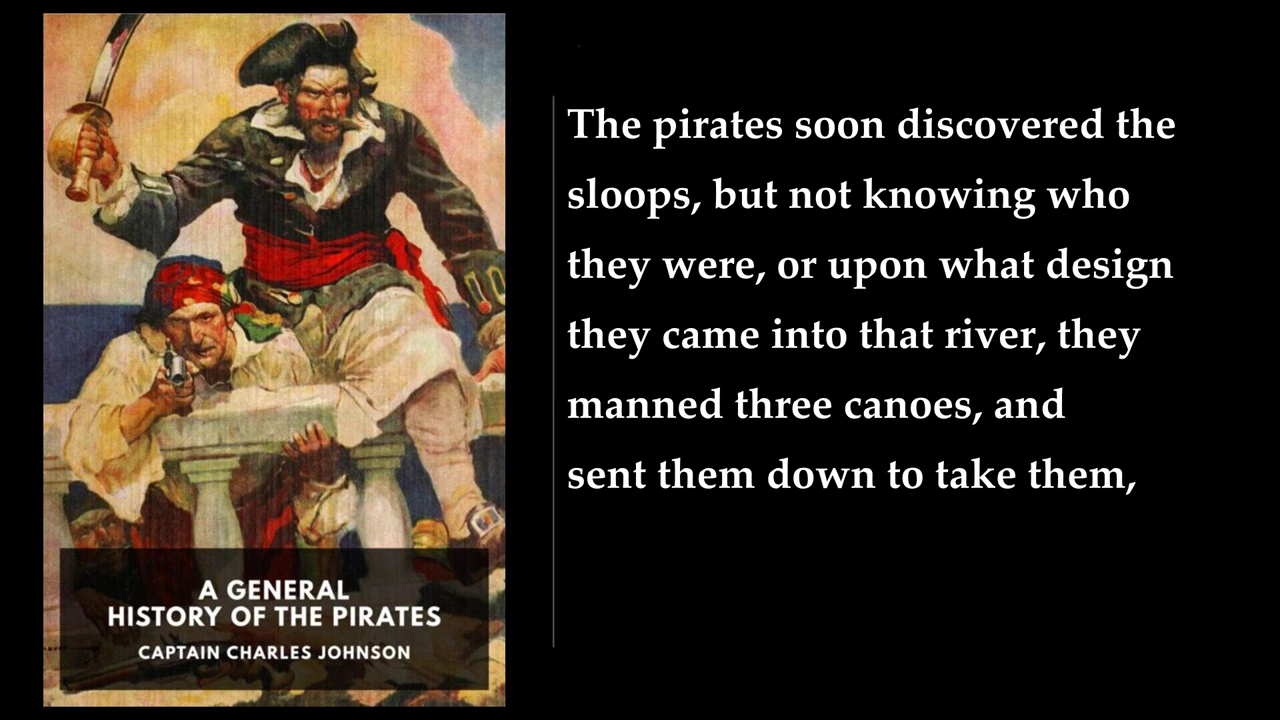 A GENERAL
HISTORY OF THE PIRATES
CAPTAIN CHARLES JOHNSON
The pirates soon discovered the
sloops, but not knowing who
they were, or upon what design
they came into that river, they
manned three canoes, and
sent them down to take them,